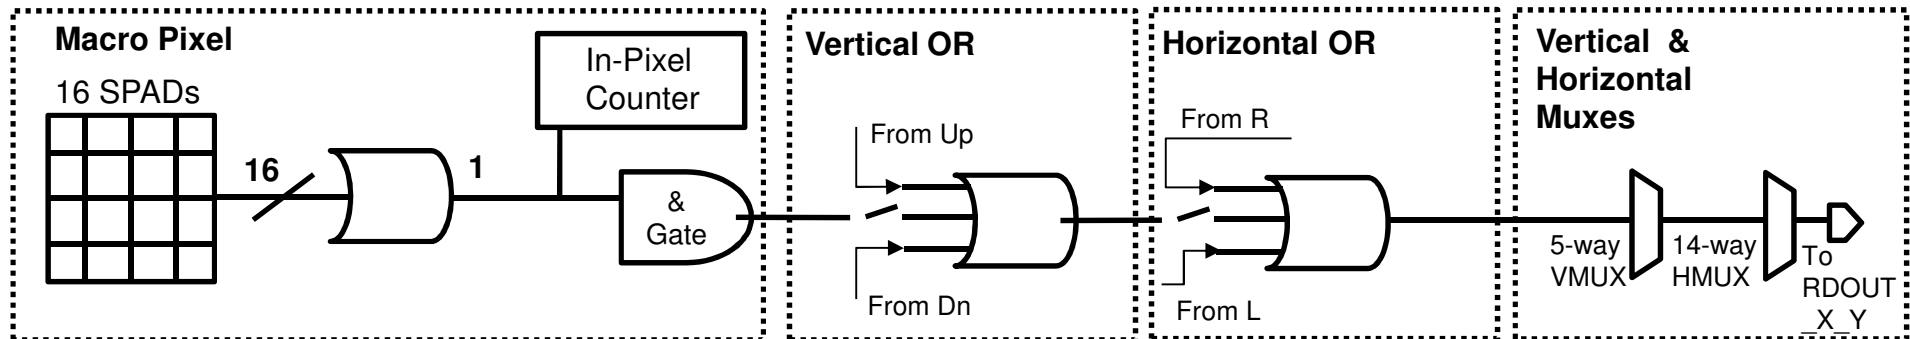 Macro Pixel
16 SPADs
16
1
In-Pixel
Counter
&
Gate
Vertical OR
From Up
From Dn
Horizontal OR
From R
From L
Vertical &
Horizontal
Muxes
5-way
VMUX
14-way
HMUX
To
RDOUT
_X_Y